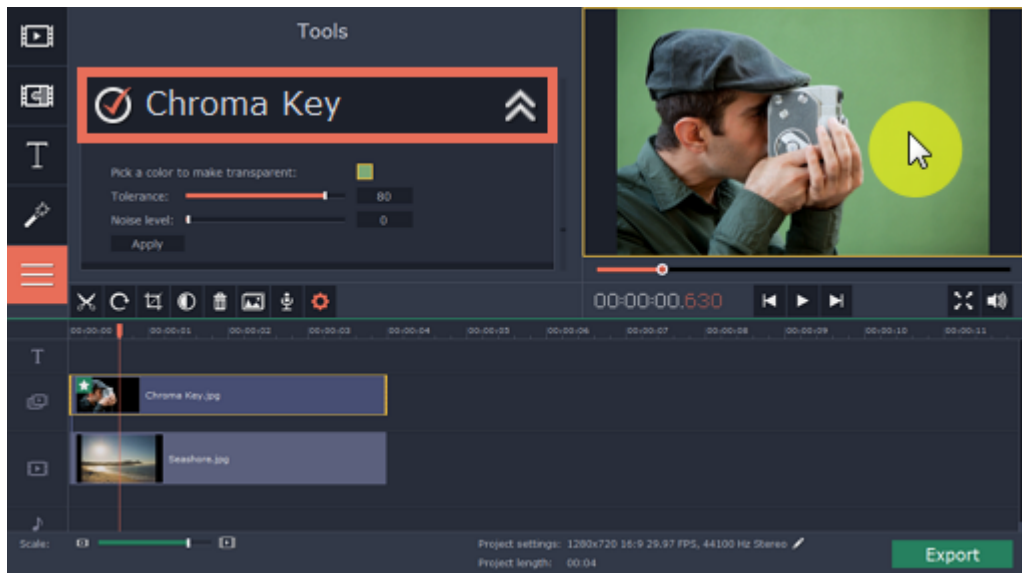 Tools
Chroma Key
Pick a color to make transparent:
Tolerance: 80
Noise level: 0
Apply
00:00:00.630
00:00:00 00:00:01 00:00:02 00:00:03 00:00:04 00:00:05 00:00:06 00:00:07 00:00:08 00:00:09 00:00:10 00:00:11
T
Chroma Key.jpg
Seashore.jpg
Scale:
Project settings: 1280x720 16:9 29.97 FPS, 44100 Hz Stereo
Project length: 00:04
Export